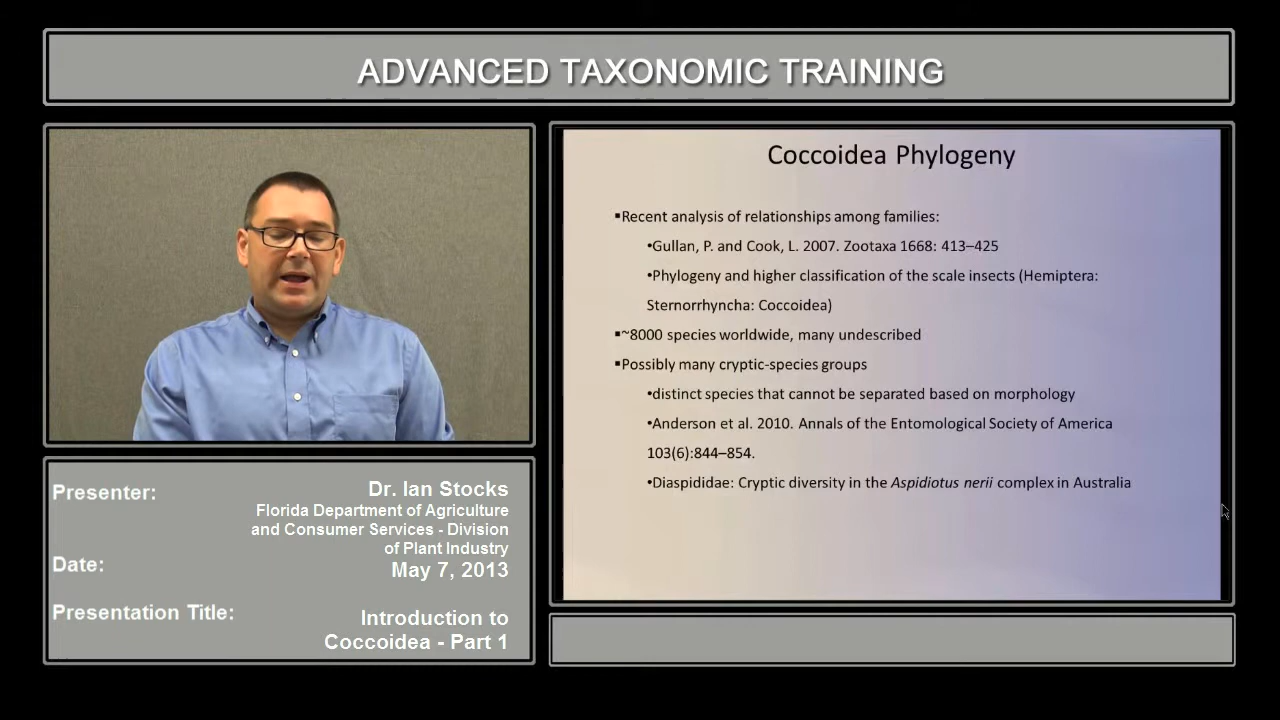 ADVANCED TAXONOMIC TRAINING
Coccoidea Phylogeny
▪Recent analysis of relationships among families:
•Gullan, P. and Cook, L. 2007. Zootaxa 1668: 413–425
•Phylogeny and higher classification of the scale insects (Hemiptera:
Sternorrhyncha: Coccoidea)
▪~8000 species worldwide, many undescribed
▪Possibly many cryptic-species groups
•distinct species that cannot be separated based on morphology
•Anderson et al. 2010. Annals of the Entomological Society of America
103(6):844–854.
•Diaspididae: Cryptic diversity in the Aspidiotus nerii complex in Australia
Presenter: Dr. Ian Stocks
Florida Department of Agriculture
and Consumer Services - Division
of Plant Industry
Date: May 7, 2013
Presentation Title: Introduction to
Coccoidea - Part 1